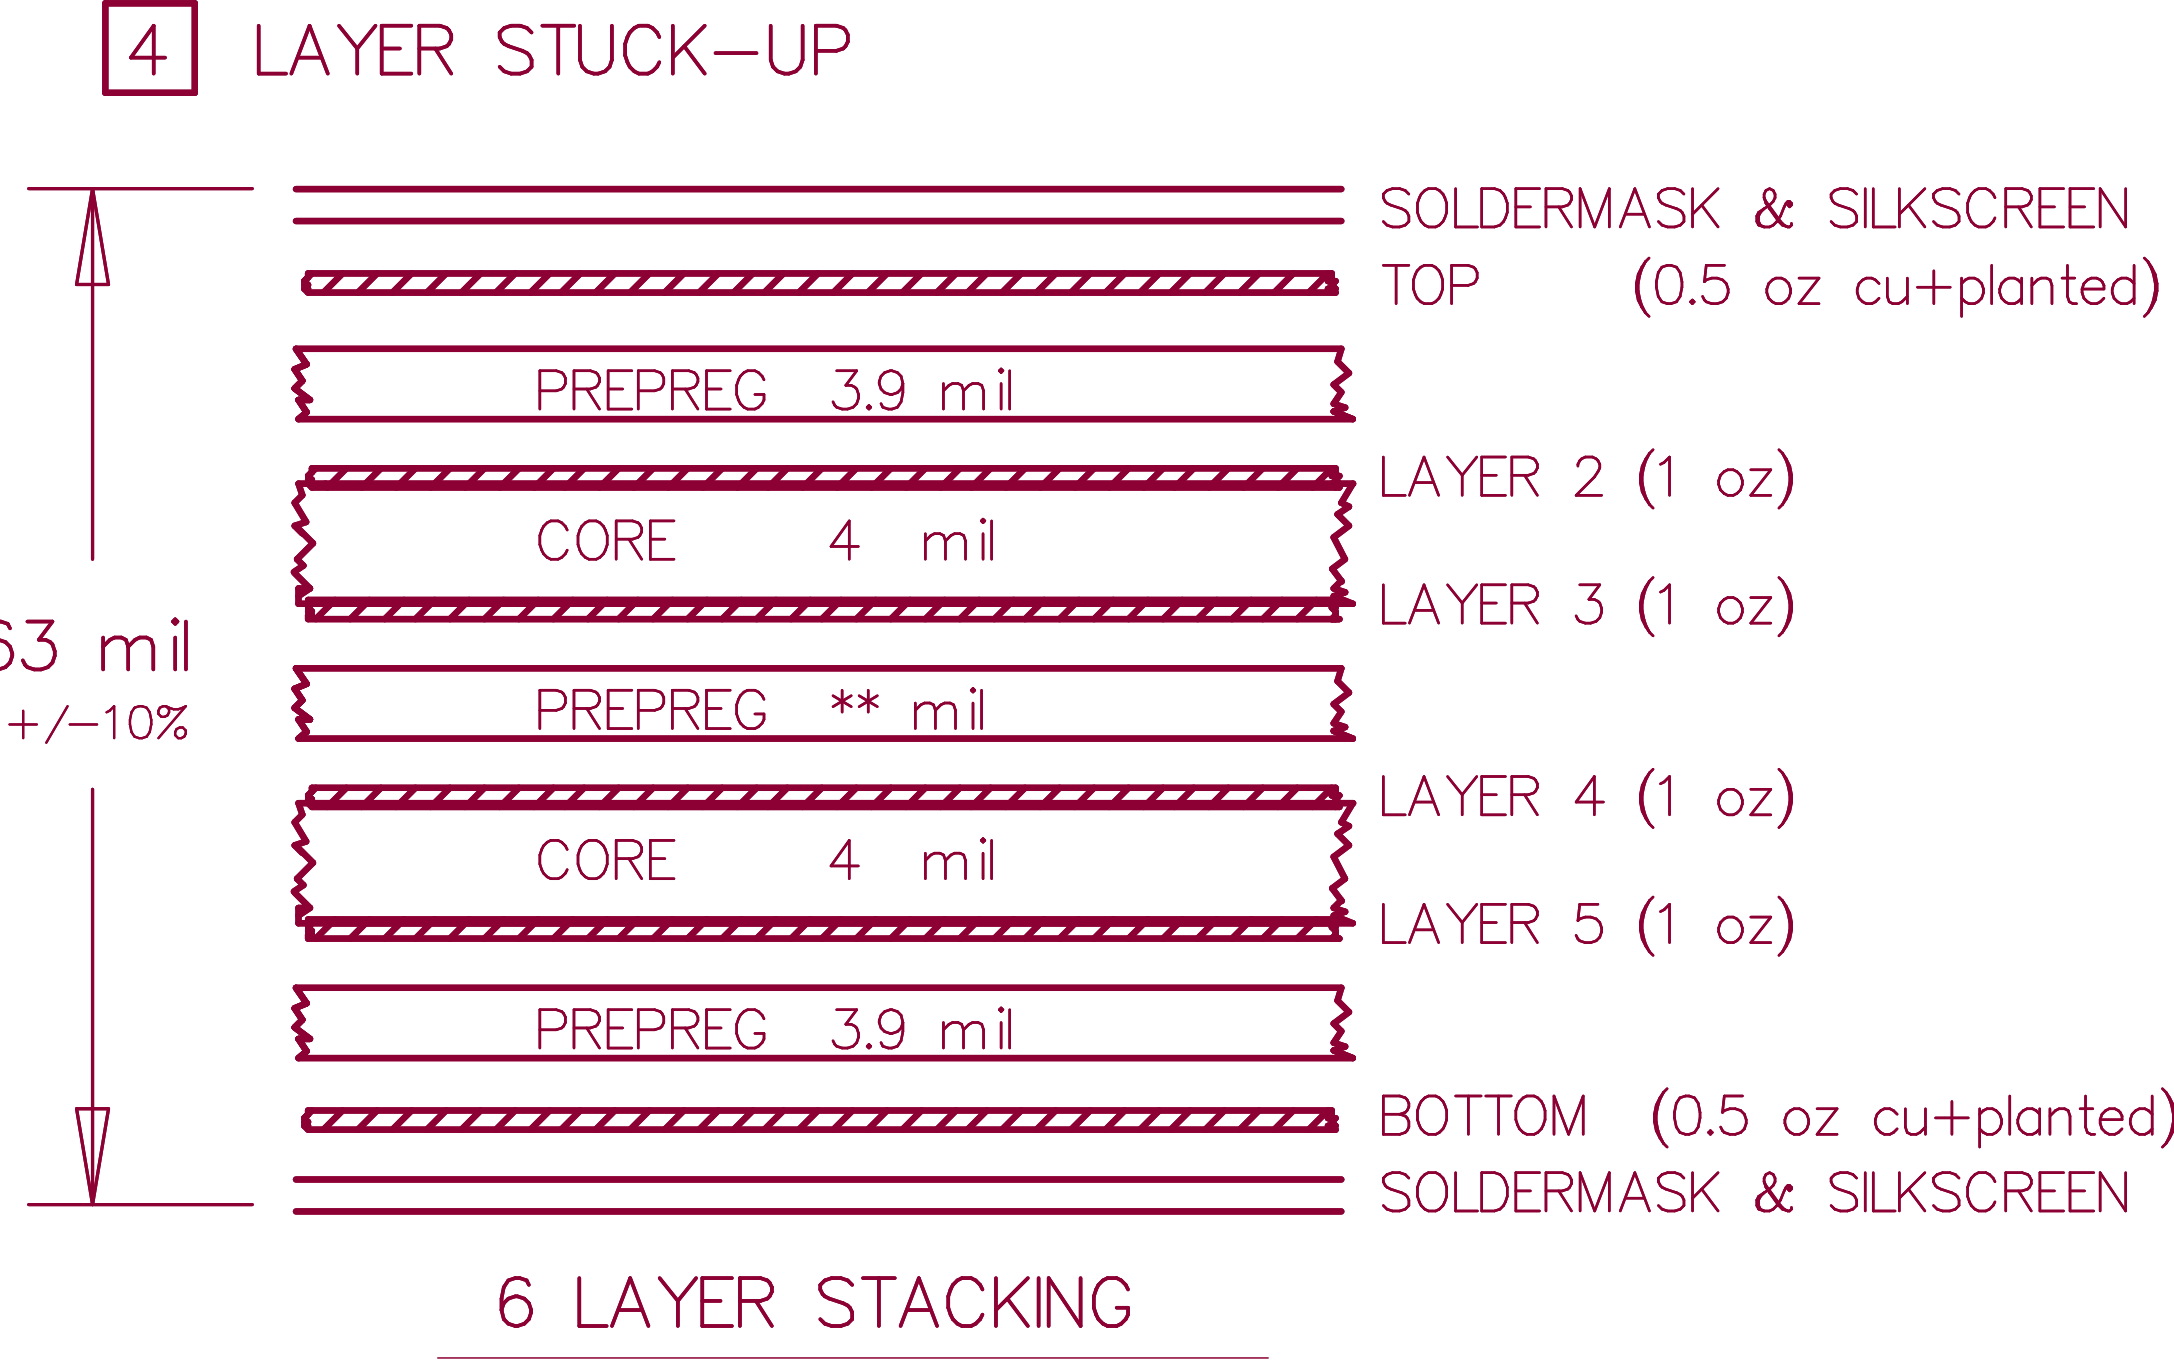 4 LAYER STUCK-UP
SOLDERMASK & SILKSCREEN
TOP (0.5 oz cu+planted)
PREPREG 3.9 mil
LAYER 2 (1 oz)
CORE 4 mil
LAYER 3 (1 oz)
63 mil
+/-10%
PREPREG ** mil
LAYER 4 (1 oz)
CORE 4 mil
LAYER 5 (1 oz)
PREPREG 3.9 mil
BOTTOM (0.5 oz cu+planted)
SOLDERMASK & SILKSCREEN
6 LAYER STACKING